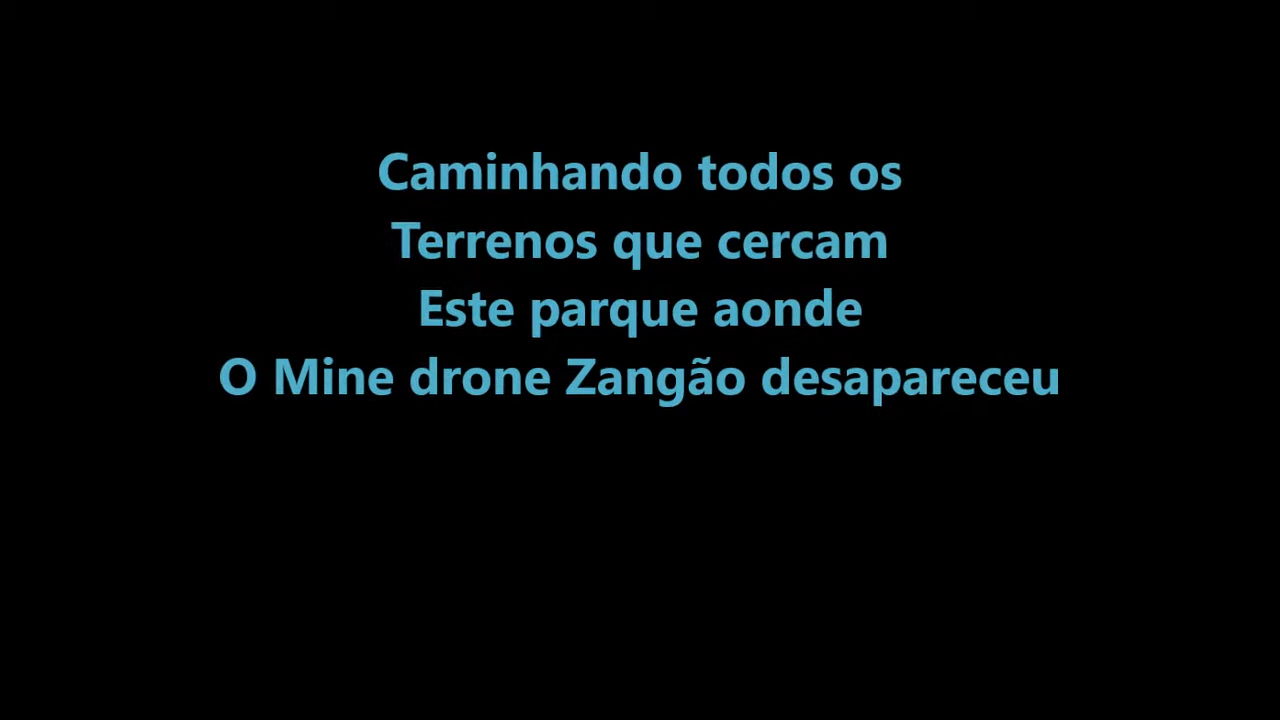 Caminhando todos os
Terrenos que cercam
Este parque aonde
O Mine drone Zangão desapareceu